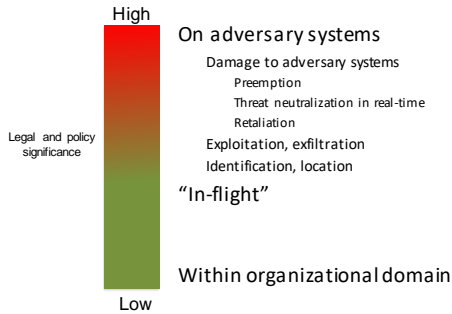 High
On adversary systems
Damage to adversary systems
Preemption
Threat neutralization in real-time
Retaliation
Legal and policy
significance
Exploitation, exfiltration
Identification, location
“In-flight”
Within organizational domain
Low